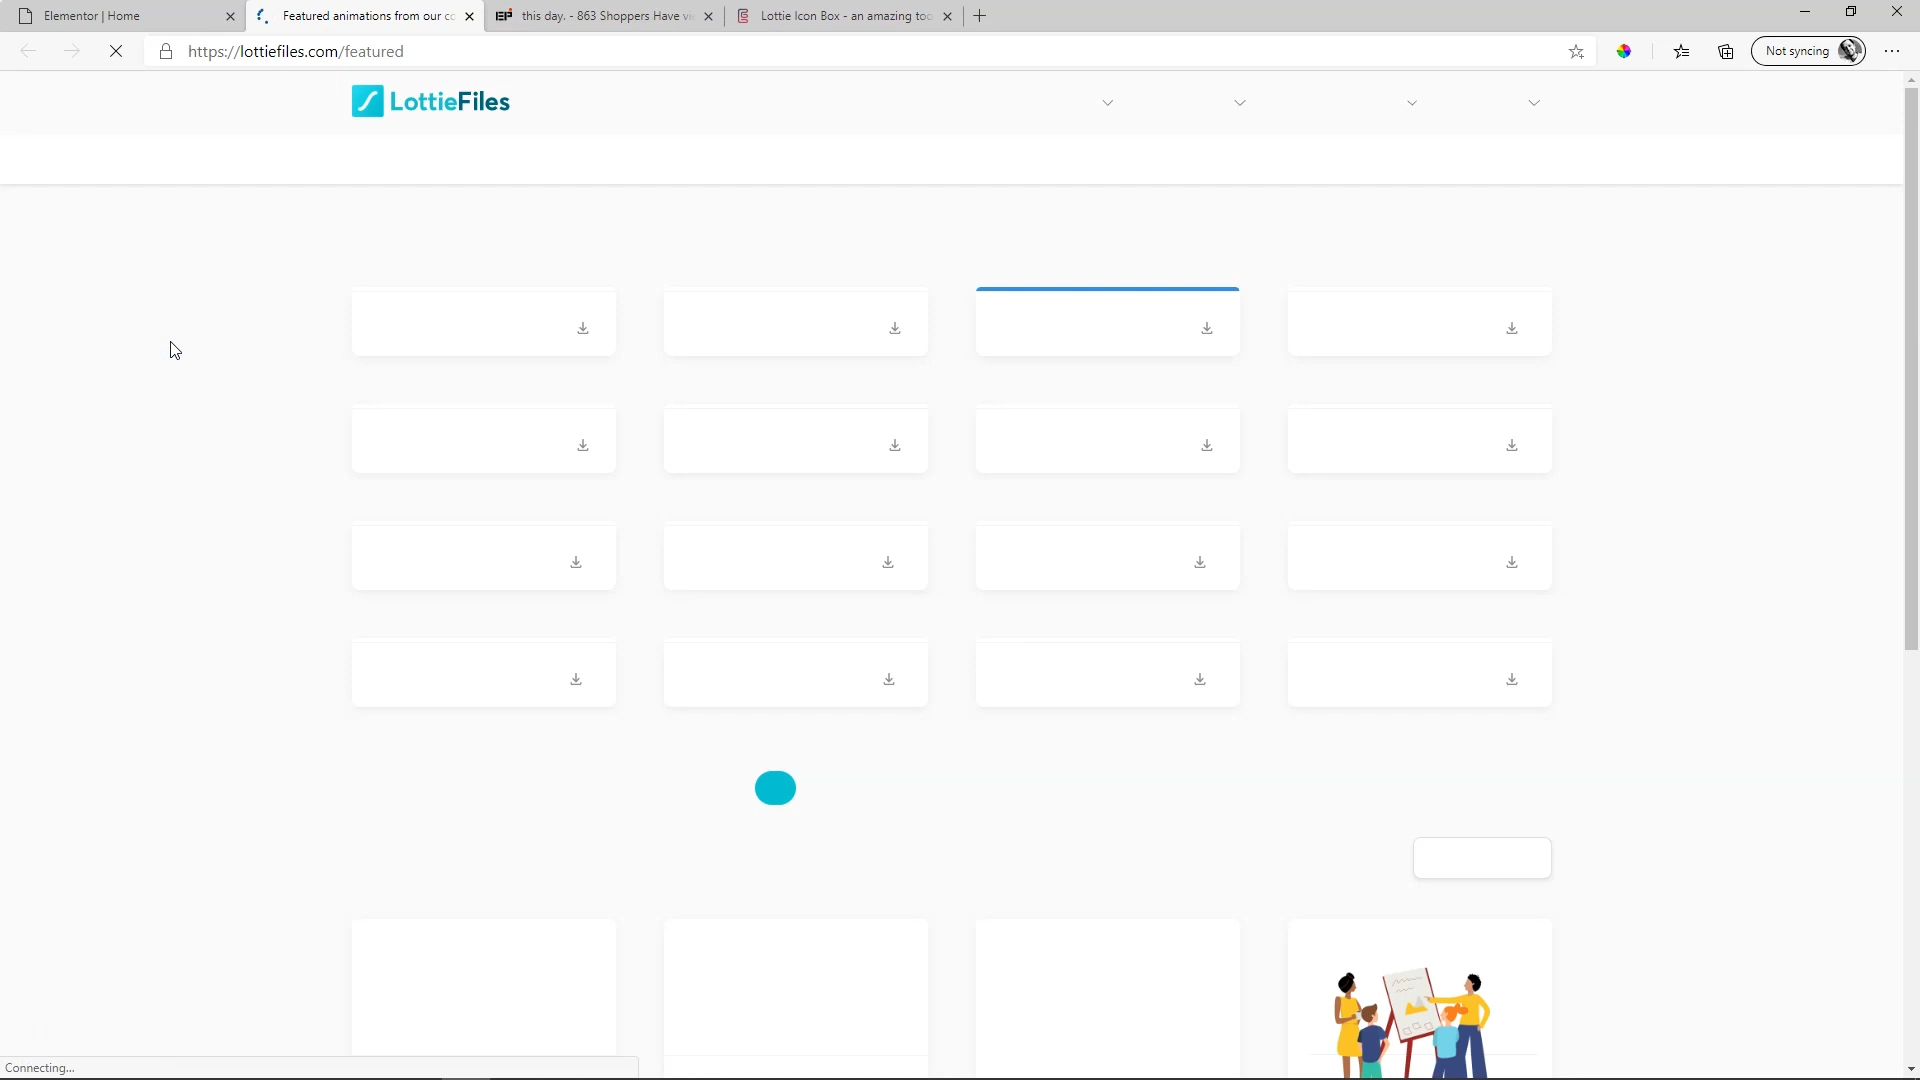 Elementor | Home
Featured animations from our co
this day. - 863 Shoppers Have vi
Lottie Icon Box - an amazing too
https://lottiefiles.com/featured
Not syncing
LottieFiles
Connecting...